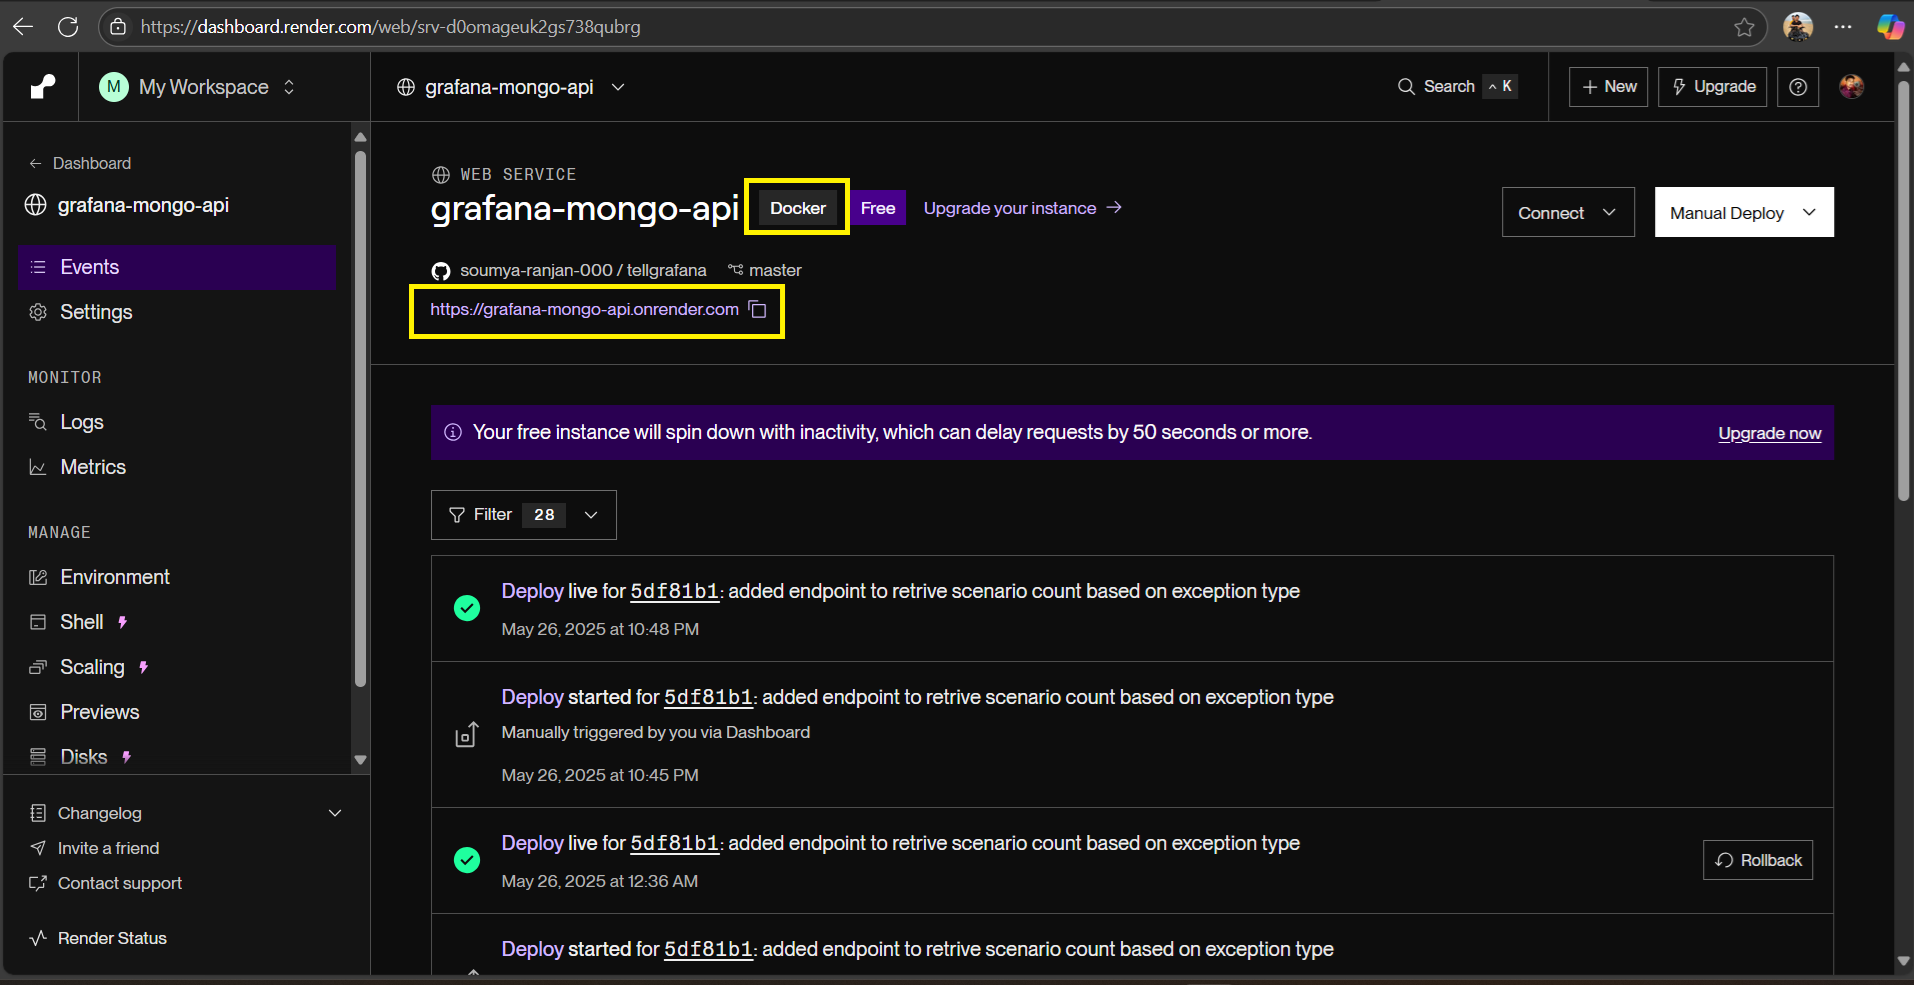 https://dashboard.render.com/web/srv-d0omageuk2gs738qubrg
M My Workspace
grafana-mongo-api
Search ^ K
+ New
Upgrade
← Dashboard
grafana-mongo-api
Events
Settings
MONITOR
Logs
Metrics
MANAGE
Environment
Shell
Scaling
Previews
Disks
Changelog
Invite a friend
Contact support
Render Status
WEB SERVICE
grafana-mongo-api Docker Free Upgrade your instance →
Connect
Manual Deploy
soumya-ranjan-000 / tellgrafana master
https://grafana-mongo-api.onrender.com
Your free instance will spin down with inactivity, which can delay requests by 50 seconds or more.
Upgrade now
Filter 28
Deploy live for 5df81b1: added endpoint to retrive scenario count based on exception type
May 26, 2025 at 10:48 PM
Deploy started for 5df81b1: added endpoint to retrive scenario count based on exception type
Manually triggered by you via Dashboard
May 26, 2025 at 10:45 PM
Deploy live for 5df81b1: added endpoint to retrive scenario count based on exception type
May 26, 2025 at 12:36 AM
Rollback
Deploy started for 5df81b1: added endpoint to retrive scenario count based on exception type